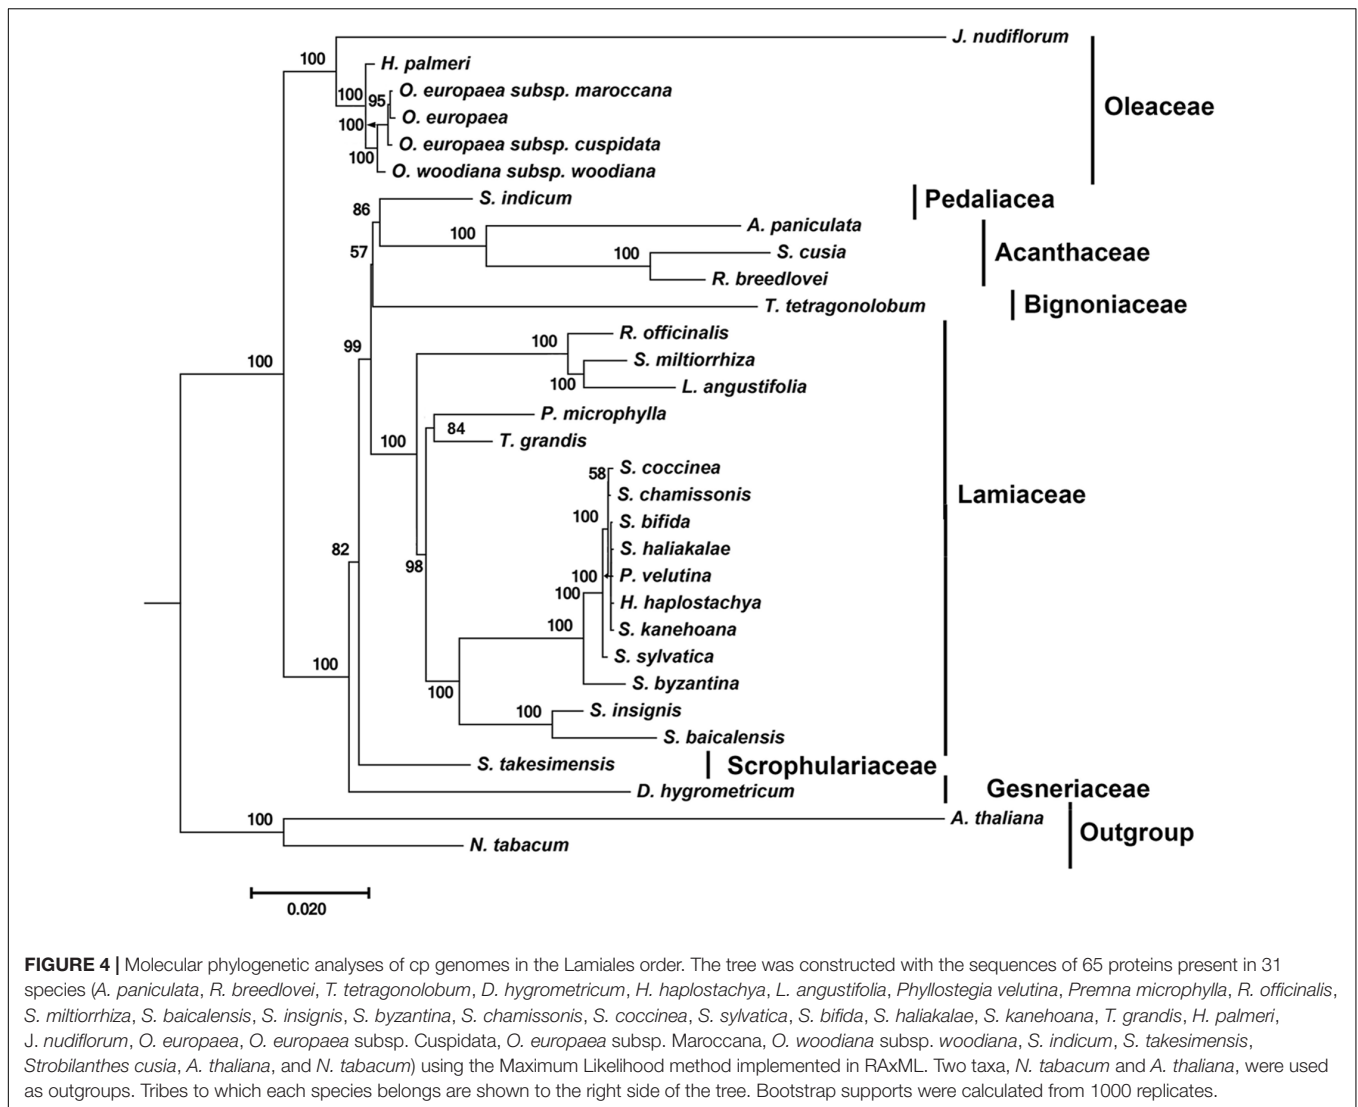 100
J. nudiflorum
H. palmeri
100
95
O. europaea subsp. maroccana
Oleaceae
100
O. europaea
O. europaea subsp. cuspidata
100
O. woodiana subsp. woodiana
86
S. indicum
Pedaliacea
100
A. paniculata
57
100
S. cusia
Acanthaceae
R. breedlovei
T. tetragonolobum
Bignoniaceae
99
100
R. officinalis
100
S. miltiorrhiza
100
L. angustifolia
P. microphylla
84
100
T. grandis
58
S. coccinea
S. chamissonis
Lamiaceae
100
S. bifida
82
S. haliakalae
98
100
P. velutina
100
H. haplostachya
100
S. kanehoana
100
S. sylvatica
100
S. byzantina
100
S. insignis
S. baicalensis
S. takesimensis
Scrophulariaceae
D. hygrometricum
Gesneriaceae
100
A. thaliana
Outgroup
N. tabacum
0.020
FIGURE 4 | Molecular phylogenetic analyses of cp genomes in the Lamiales order. The tree was constructed with the sequences of 65 proteins present in 31
species (A. paniculata, R. breedlovei, T. tetragonolobum, D. hygrometricum, H. haplostachya, L. angustifolia, Phyllostegia velutina, Premna microphylla, R. officinalis,
S. miltiorrhiza, S. baicalensis, S. insignis, S. byzantina, S. chamissonis, S. coccinea, S. sylvatica, S. bifida, S. haliakalae, S. kanehoana, T. grandis, H. palmeri,
J. nudiflorum, O. europaea, O. europaea subsp. Cuspidata, O. europaea subsp. Maroccana, O. woodiana subsp. woodiana, S. indicum, S. takesimensis,
Strobilanthes cusia, A. thaliana, and N. tabacum) using the Maximum Likelihood method implemented in RAxML. Two taxa, N. tabacum and A. thaliana, were used
as outgroups. Tribes to which each species belongs are shown to the right side of the tree. Bootstrap supports were calculated from 1000 replicates.